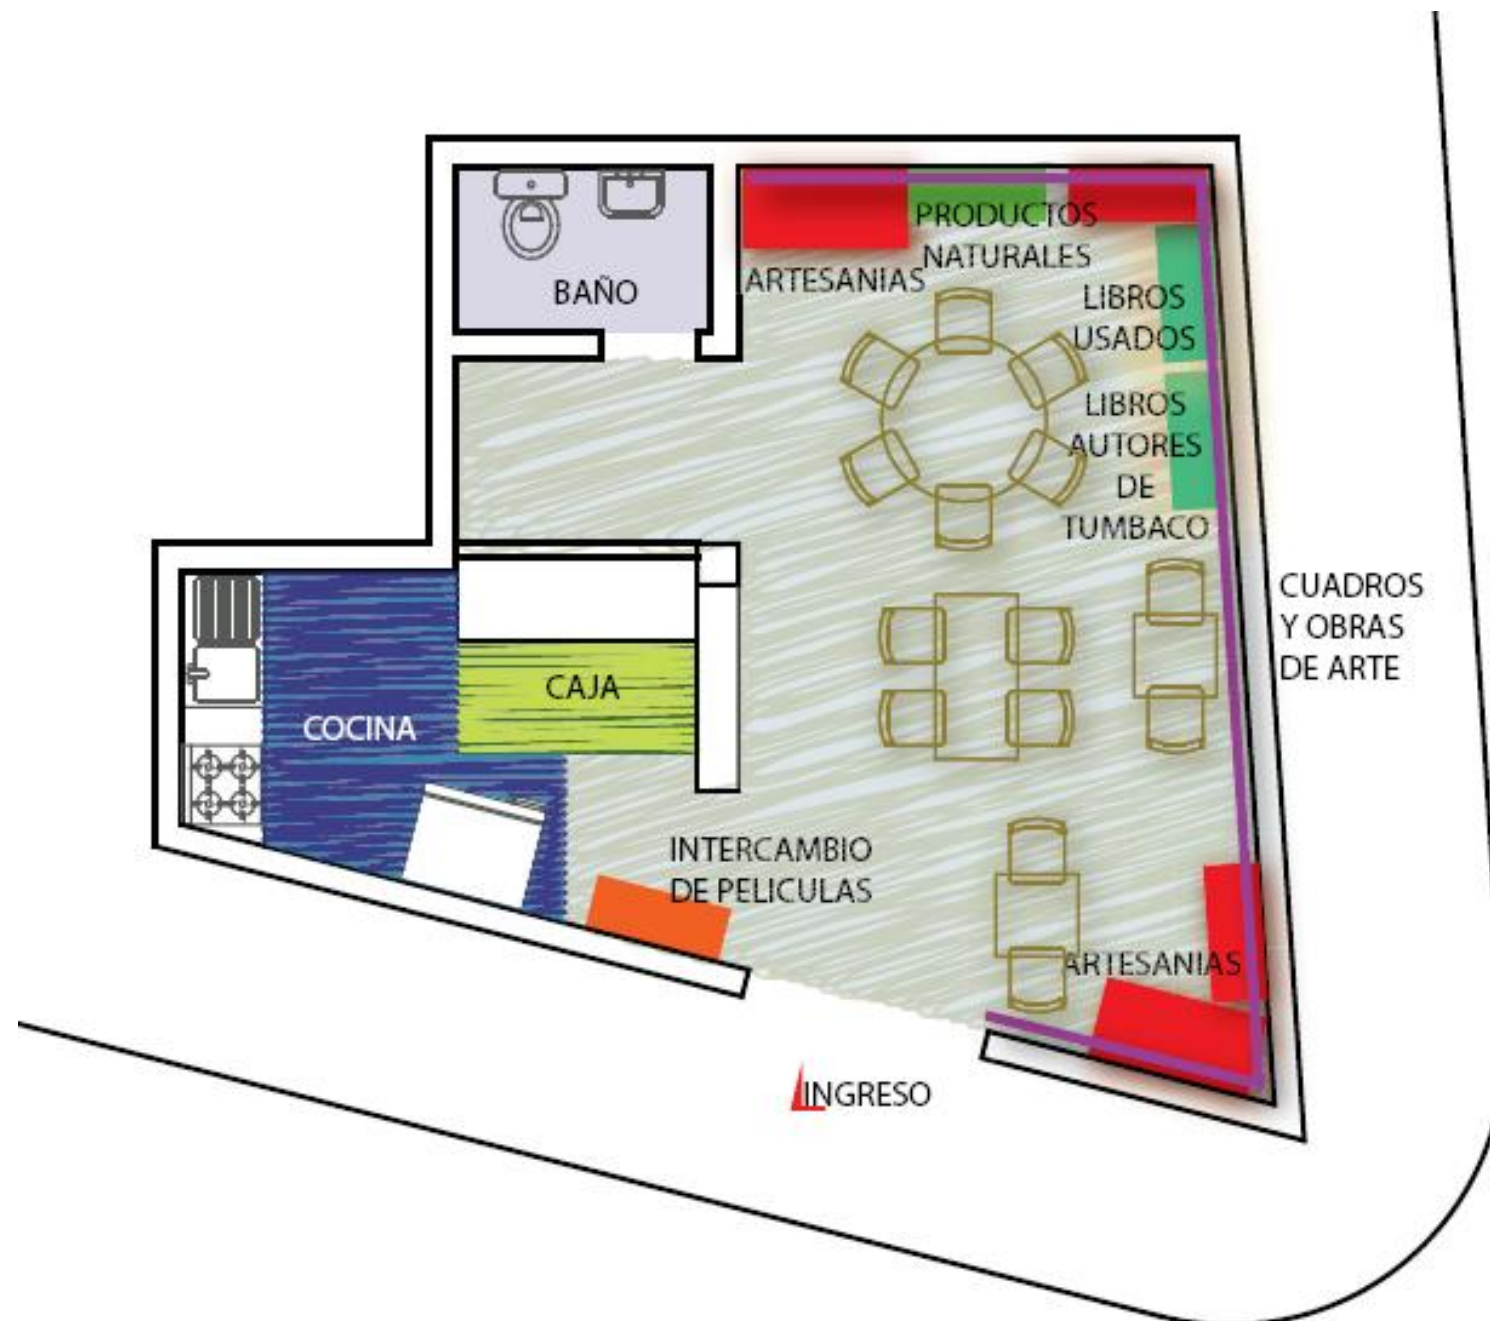 PRODUCTOS
NATURALES
ARTESANIAS
BAÑO
LIBROS
USADOS
LIBROS
AUTORES
DE
TUMBACO
CUADROS
Y OBRAS
DE ARTE
CAJA
COCINA
INTERCAMBIO
DE PELICULAS
ARTESANIAS
INGRESO